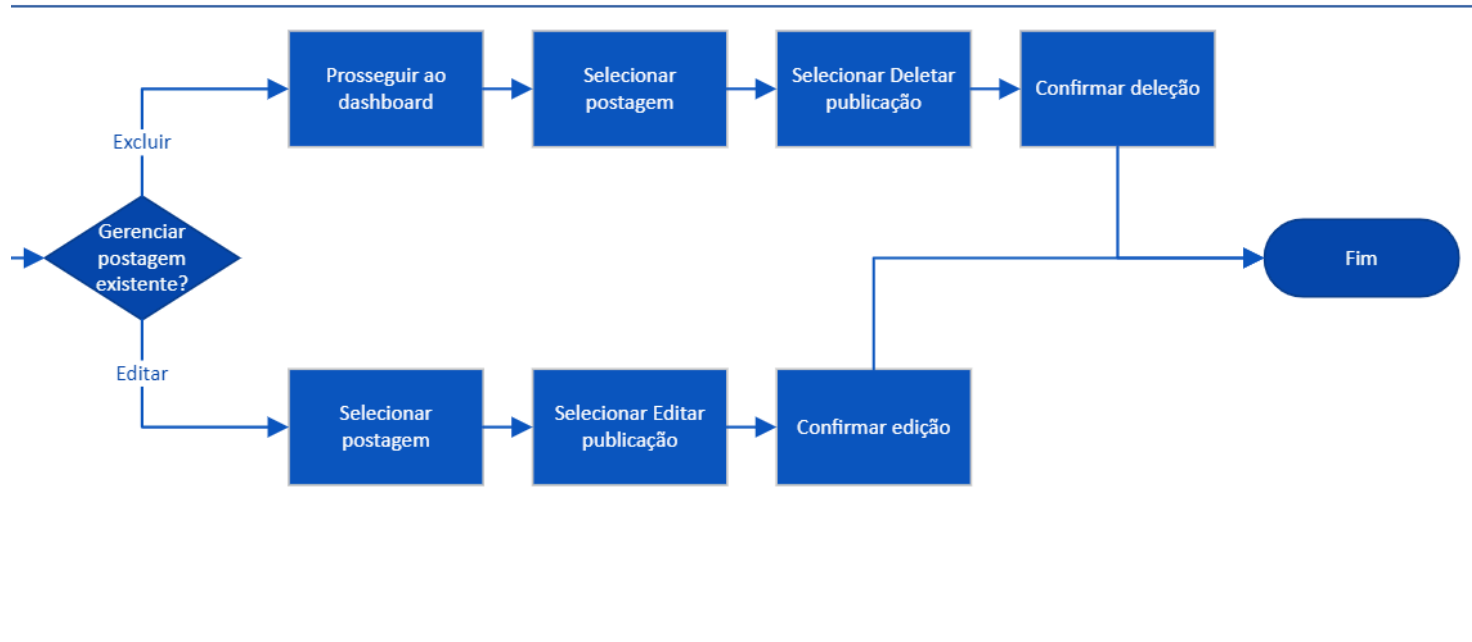 Prosseguir ao
dashboard
Selecionar
postagem
Selecionar Deletar
publicação
Confirmar deleção
Excluir
Gerenciar
postagem
existente?
Fim
Editar
Selecionar
postagem
Selecionar Editar
publicação
Confirmar edição